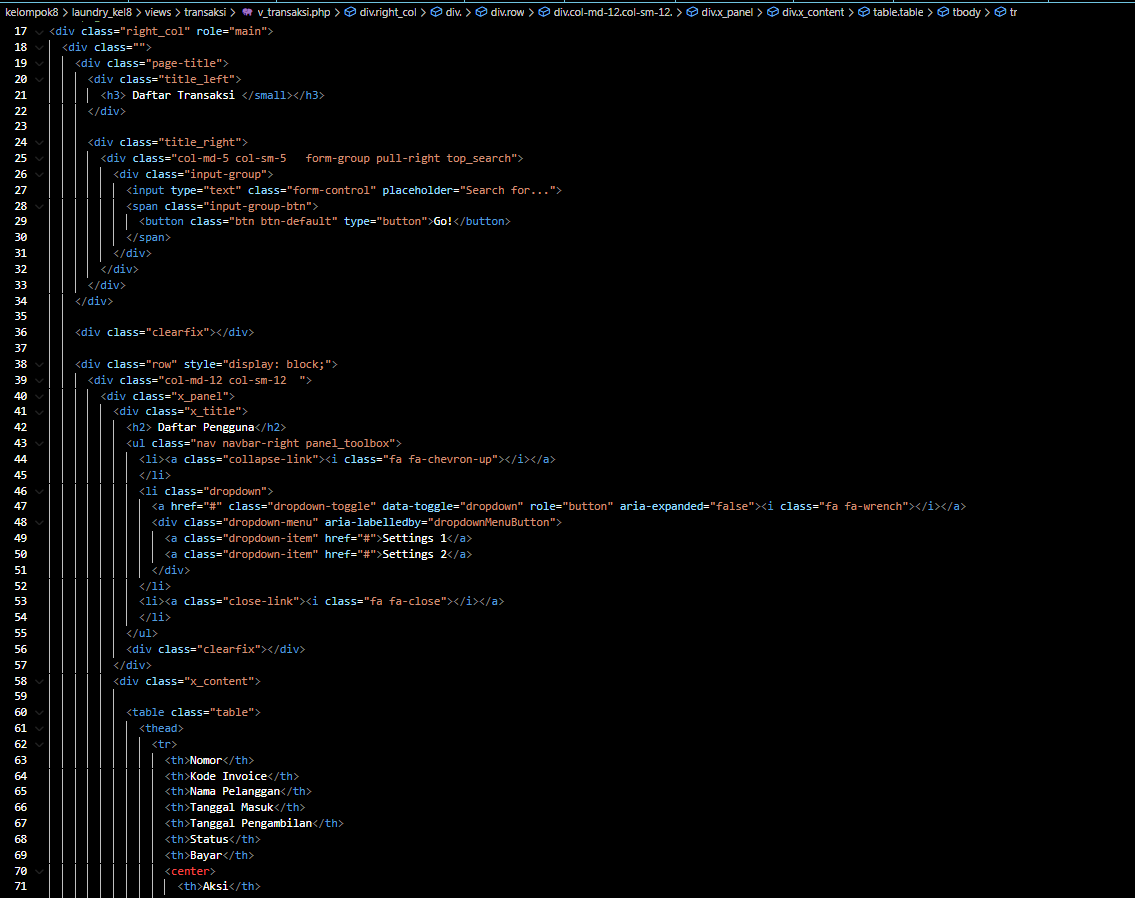 kelompok8 > laundry_kel8 > views > transaksi > v_transaksi.php > div.right_col > div. > div.row > div.col-md-12.col-sm-12. > div.x_panel > div.x_content > table.table > tbody > tr
17 <div class="right_col" role="main">
18 <div class="">
19 <div class="page-title">
20 <div class="title_left">
21 <h3> Daftar Transaksi </small></h3>
22 </div>
23
24 <div class="title_right">
25 <div class="col-md-5 col-sm-5   form-group pull-right top_search">
26 <div class="input-group">
27 <input type="text" class="form-control" placeholder="Search for...">
28 <span class="input-group-btn">
29 <button class="btn btn-default" type="button">Go!</button>
30 </span>
31 </div>
32 </div>
33 </div>
34 </div>
35
36 <div class="clearfix"></div>
37
38 <div class="row" style="display: block;">
39 <div class="col-md-12 col-sm-12  ">
40 <div class="x_panel">
41 <div class="x_title">
42 <h2> Daftar Pengguna</h2>
43 <ul class="nav navbar-right panel_toolbox">
44 <li><a class="collapse-link"><i class="fa fa-chevron-up"></i></a>
45 </li>
46 <li class="dropdown">
47 <a href="#" class="dropdown-toggle" data-toggle="dropdown" role="button" aria-expanded="false"><i class="fa fa-wrench"></i></a>
48 <div class="dropdown-menu" aria-labelledby="dropdownMenuButton">
49 <a class="dropdown-item" href="#">Settings 1</a>
50 <a class="dropdown-item" href="#">Settings 2</a>
51 </div>
52 </li>
53 <li><a class="close-link"><i class="fa fa-close"></i></a>
54 </li>
55 </ul>
56 <div class="clearfix"></div>
57 </div>
58 <div class="x_content">
59
60 <table class="table">
61 <thead>
62 <tr>
63 <th>Nomor</th>
64 <th>Kode Invoice</th>
65 <th>Nama Pelanggan</th>
66 <th>Tanggal Masuk</th>
67 <th>Tanggal Pengambilan</th>
68 <th>Status</th>
69 <th>Bayar</th>
70 <center>
71 <th>Aksi</th>